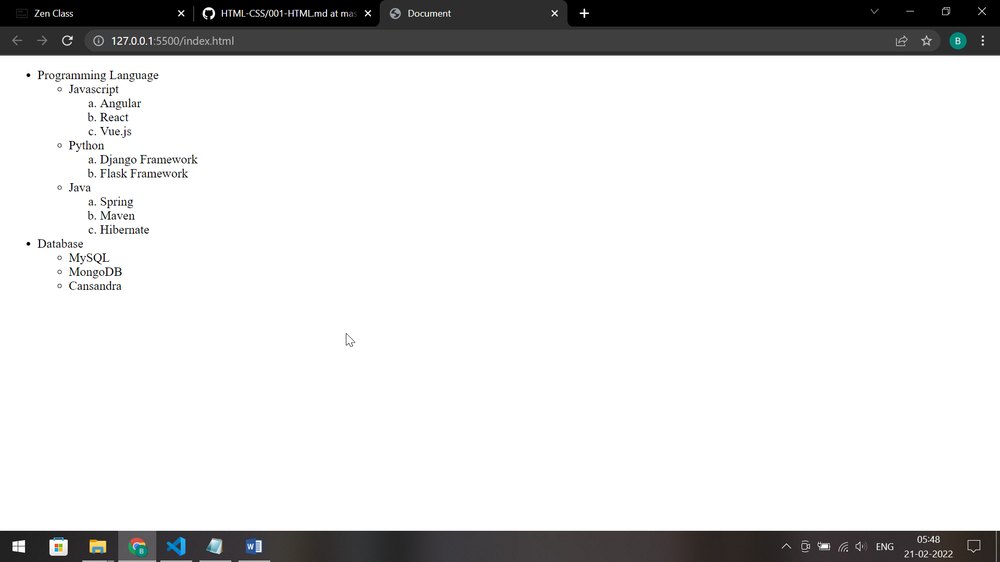 Zen Class
HTML-CSS/001-HTML.md at mas
Document
127.0.0.1:5500/index.html
B
• Programming Language
◦ Javascript
a. Angular
b. React
c. Vue.js
◦ Python
a. Django Framework
b. Flask Framework
◦ Java
a. Spring
b. Maven
c. Hibernate
• Database
◦ MySQL
◦ MongoDB
◦ Cansandra
B
W
ENG
05:48
21-02-2022